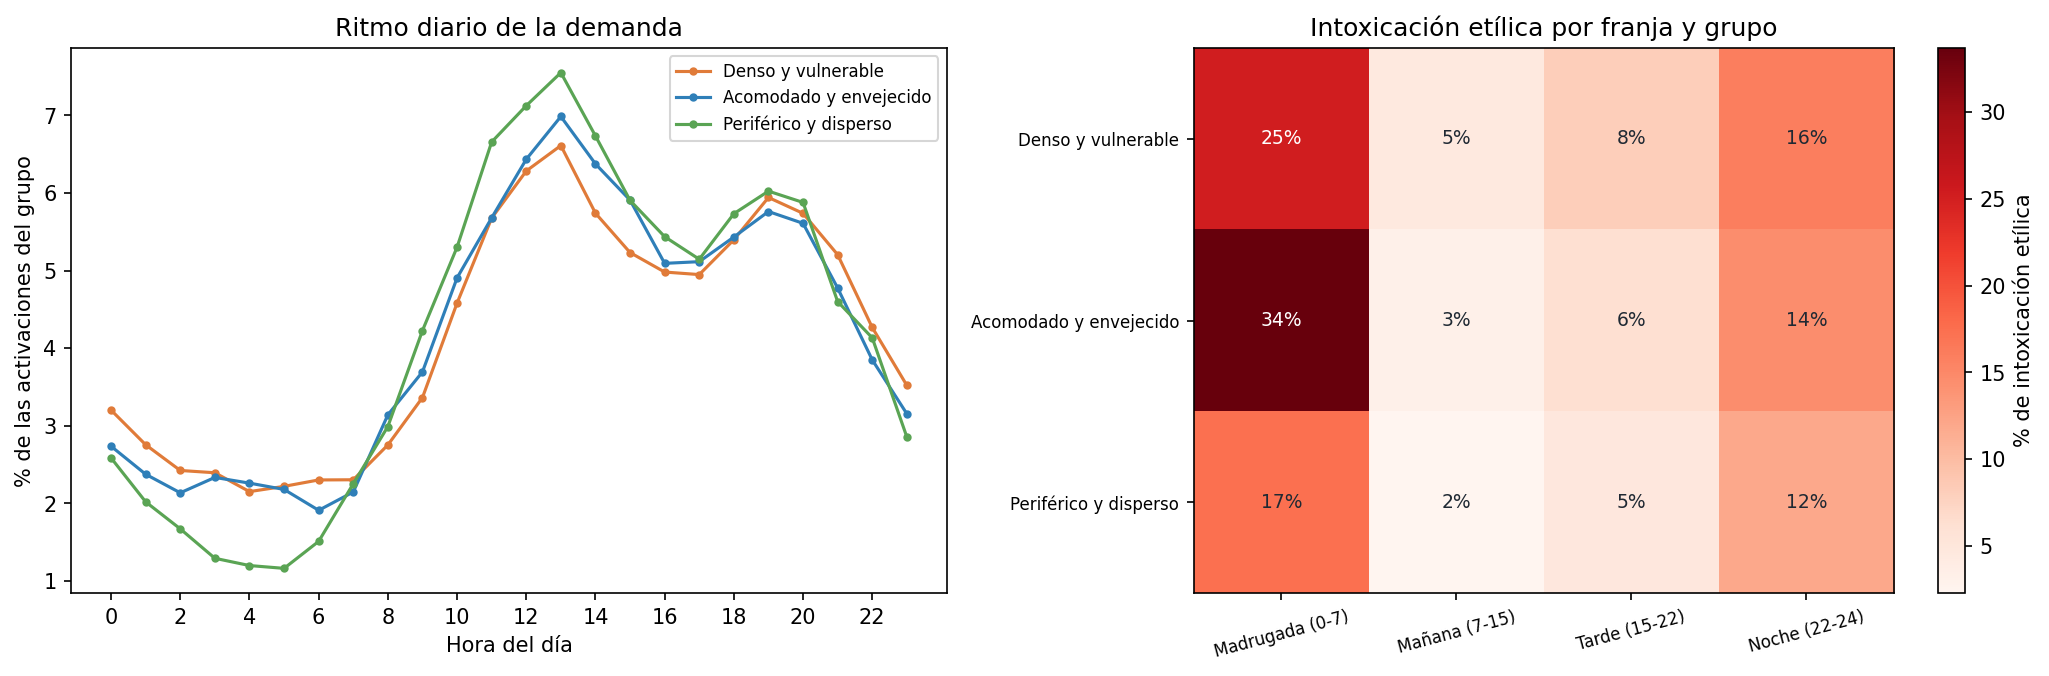 Ritmo diario de la demanda
% de las activaciones del grupo
7
6
5
4
3
2
1
Denso y vulnerable
Acomodado y envejecido
Periférico y disperso
0 2 4 6 8 10 12 14 16 18 20 22
Hora del día
Intoxicación etílica por franja y grupo
Denso y vulnerable 25% 5% 8% 16%
Acomodado y envejecido 34% 3% 6% 14%
Periférico y disperso 17% 2% 5% 12%
Madrugada (0-7) Mañana (7-15) Tarde (15-22) Noche (22-24)
30
25
20
15
10
5
% de intoxicación etílica